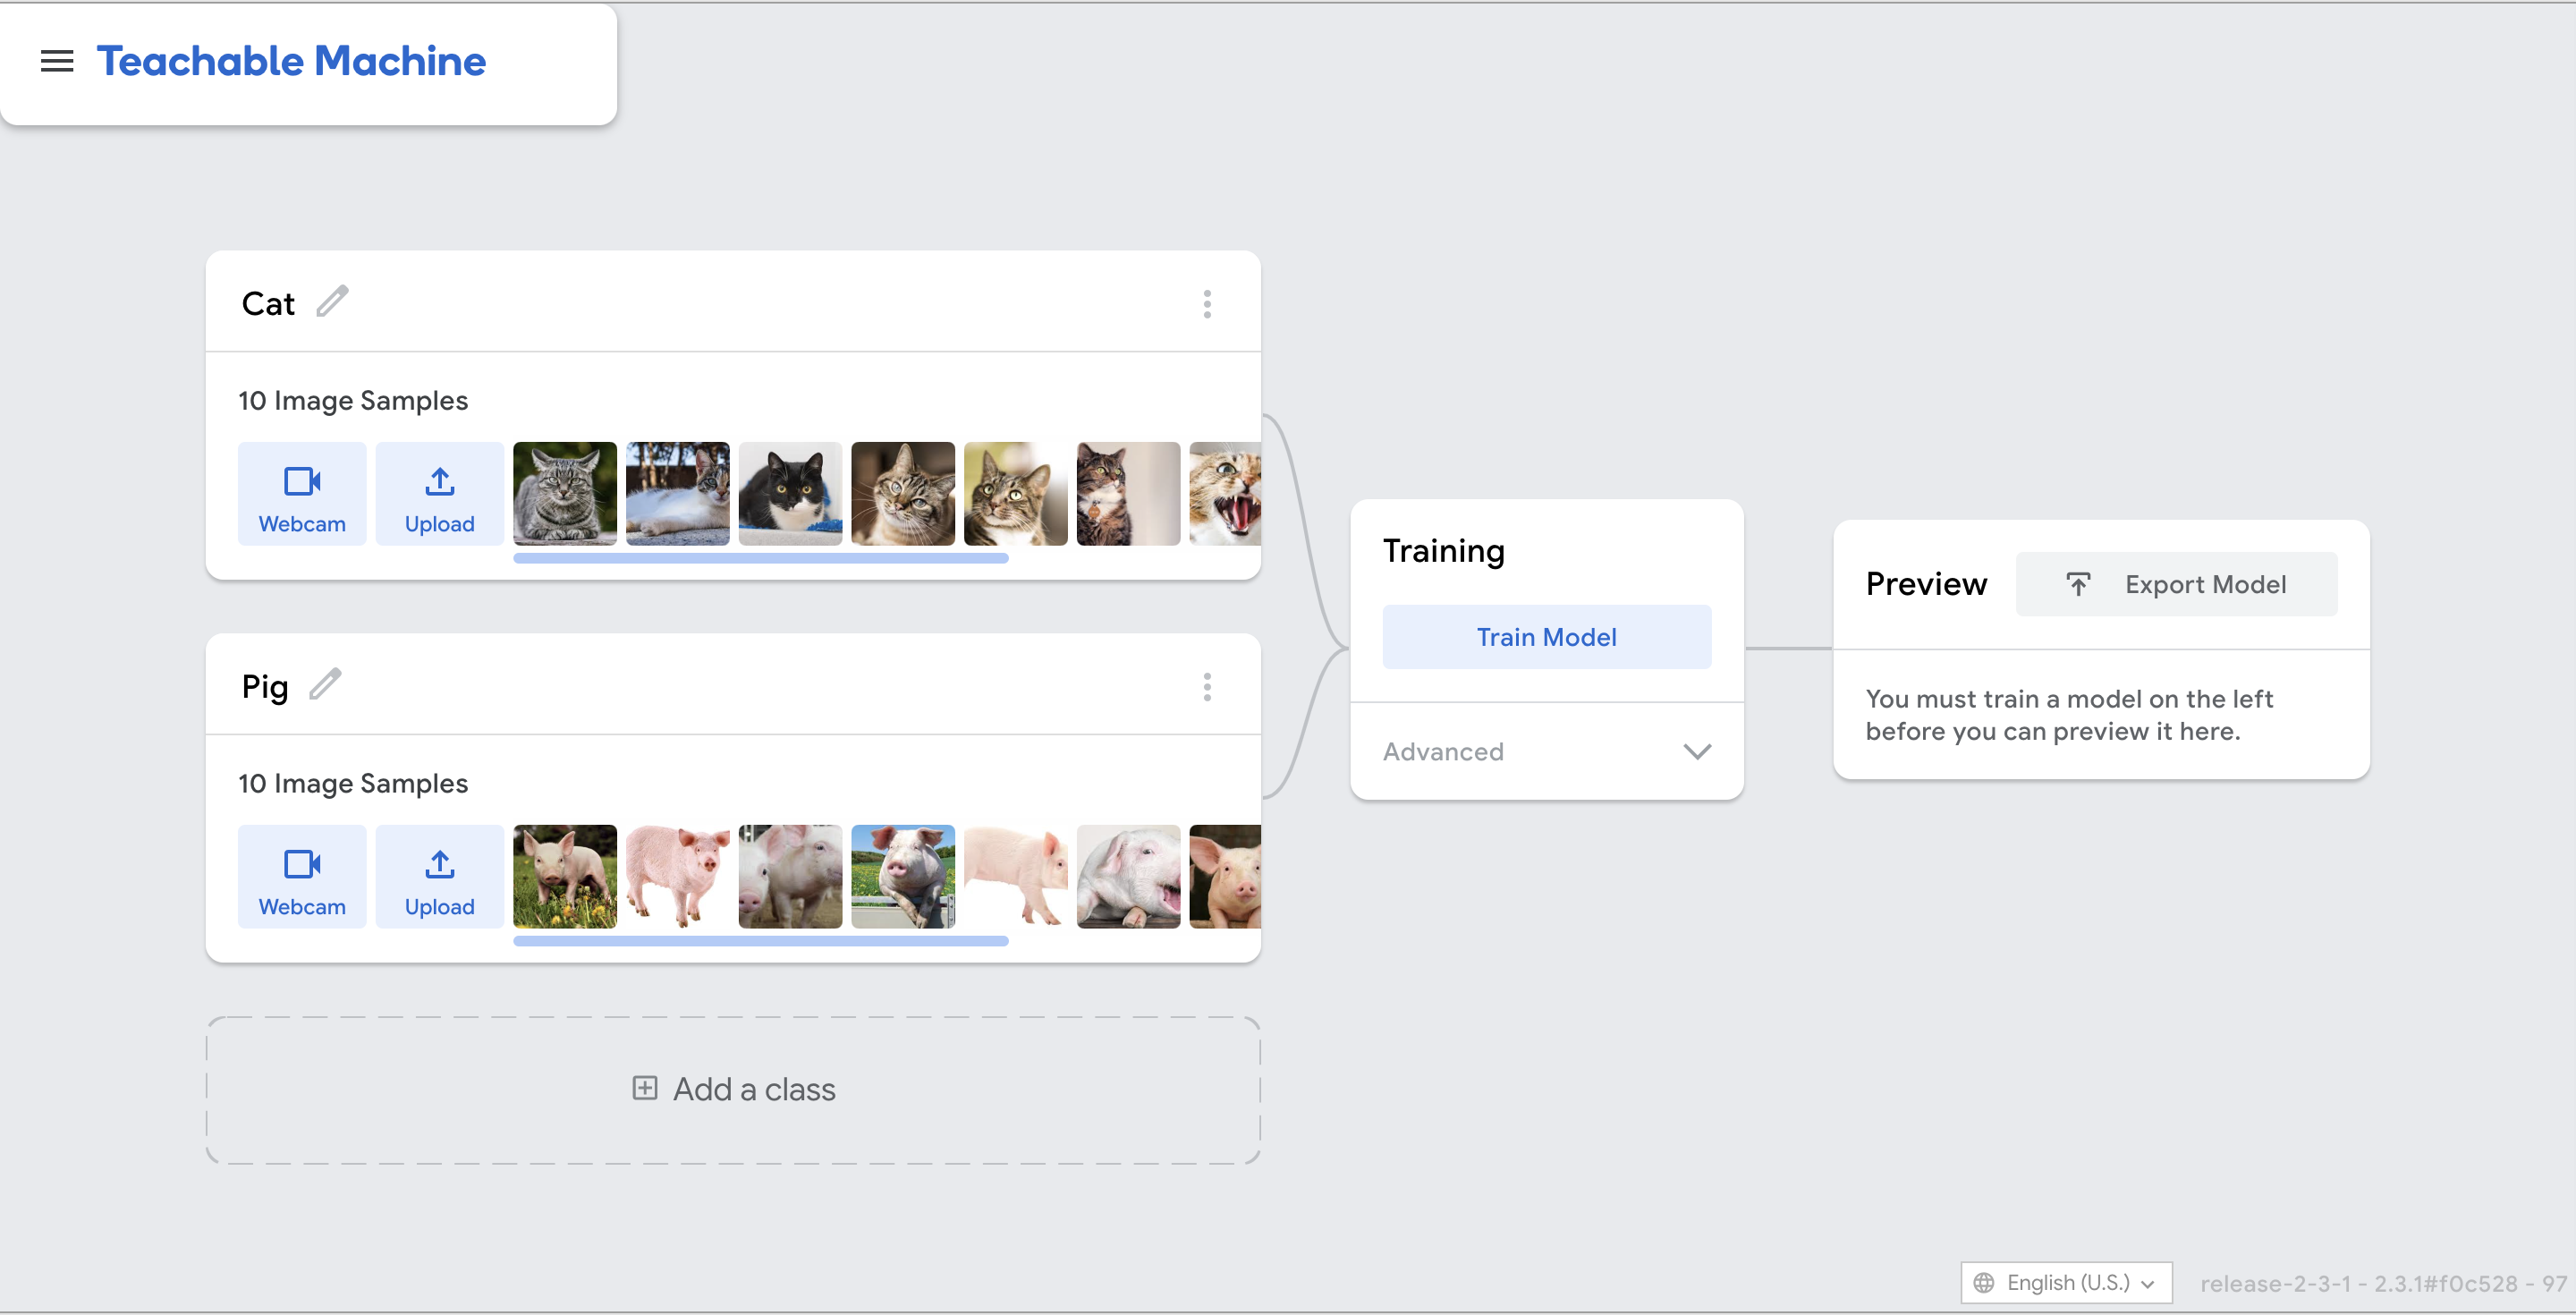 Teachable Machine
Cat
10 Image Samples
Webcam
Upload
Pig
10 Image Samples
Webcam
Upload
Add a class
Training
Train Model
Advanced
Preview
Export Model
You must train a model on the left
before you can preview it here.
English (U.S.)
release-2-3-1 - 2.3.1#f0c528 - 97